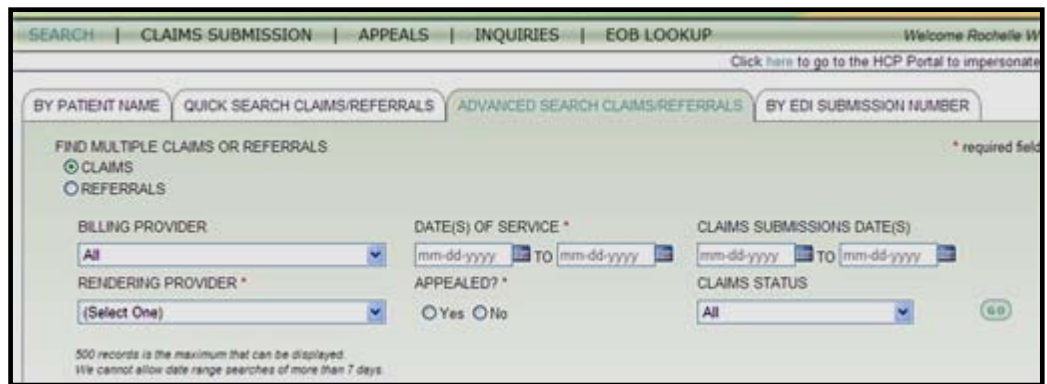 SEARCH | CLAIMS SUBMISSION | APPEALS | INQUIRIES | EOB LOOKUP Welcome Rochelle W
Click here to go to the HCP Portal to impersonate
BY PATIENT NAME QUICK SEARCH CLAIMS/REFERRALS ADVANCED SEARCH CLAIMS/REFERRALS BY EDI SUBMISSION NUMBER
FIND MULTIPLE CLAIMS OR REFERRALS * required field
CLAIMS
REFERRALS
BILLING PROVIDER DATE(S) OF SERVICE * CLAIMS SUBMISSIONS DATE(S)
All mm-dd-yyyy TO mm-dd-yyyy mm-dd-yyyy TO mm-dd-yyyy
RENDERING PROVIDER * APPEALED? * CLAIMS STATUS
(Select One) Yes No All GO
500 records is the maximum that can be displayed.
We cannot allow date range searches of more than 7 days.